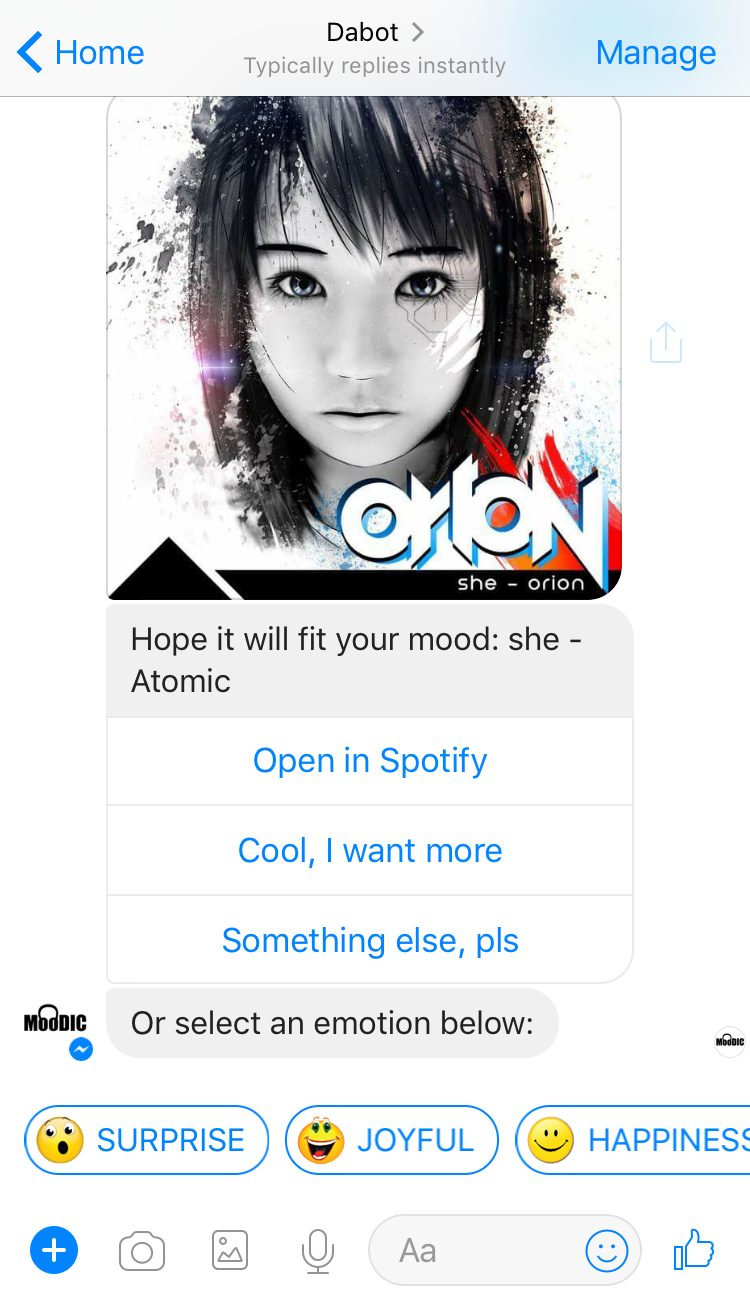 Home
Dabot
Typically replies instantly
Manage
orion
she - orion
Hope it will fit your mood: she -
Atomic
Open in Spotify
Cool, I want more
Something else, pls
MOODIC
Or select an emotion below:
MOODIC
SURPRISE
JOYFUL
HAPPINESS
Aa